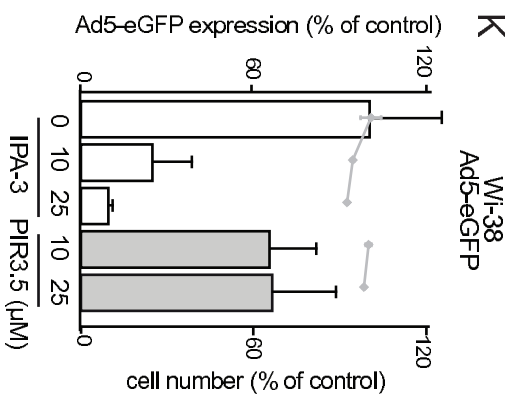 K
Wi-38
Ad5-eGFP
Ad5-eGFP expression (% of control)
120
60
0
cell number (% of control)
120
60
0
0 10 25 10 25
IPA-3 PIR3.5 (µM)